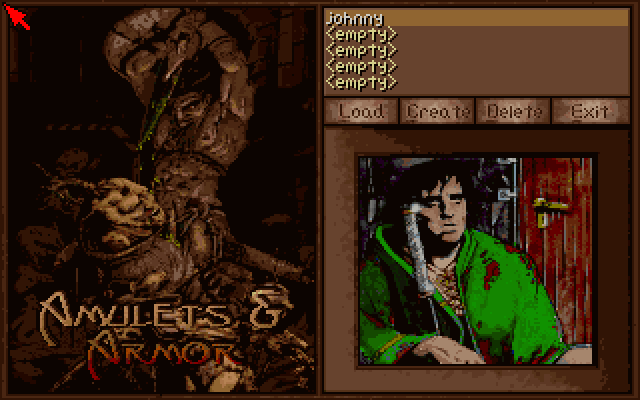 johnny
<empty>
<empty>
<empty>
<empty>
Load Create Delete Exit
Amulets &
Armor